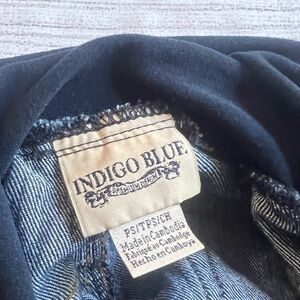 INDIGO BLUE
PS/TPS/CH
Made in Cambodia
Fabriqué au Cambodge
Hecho en Camboya